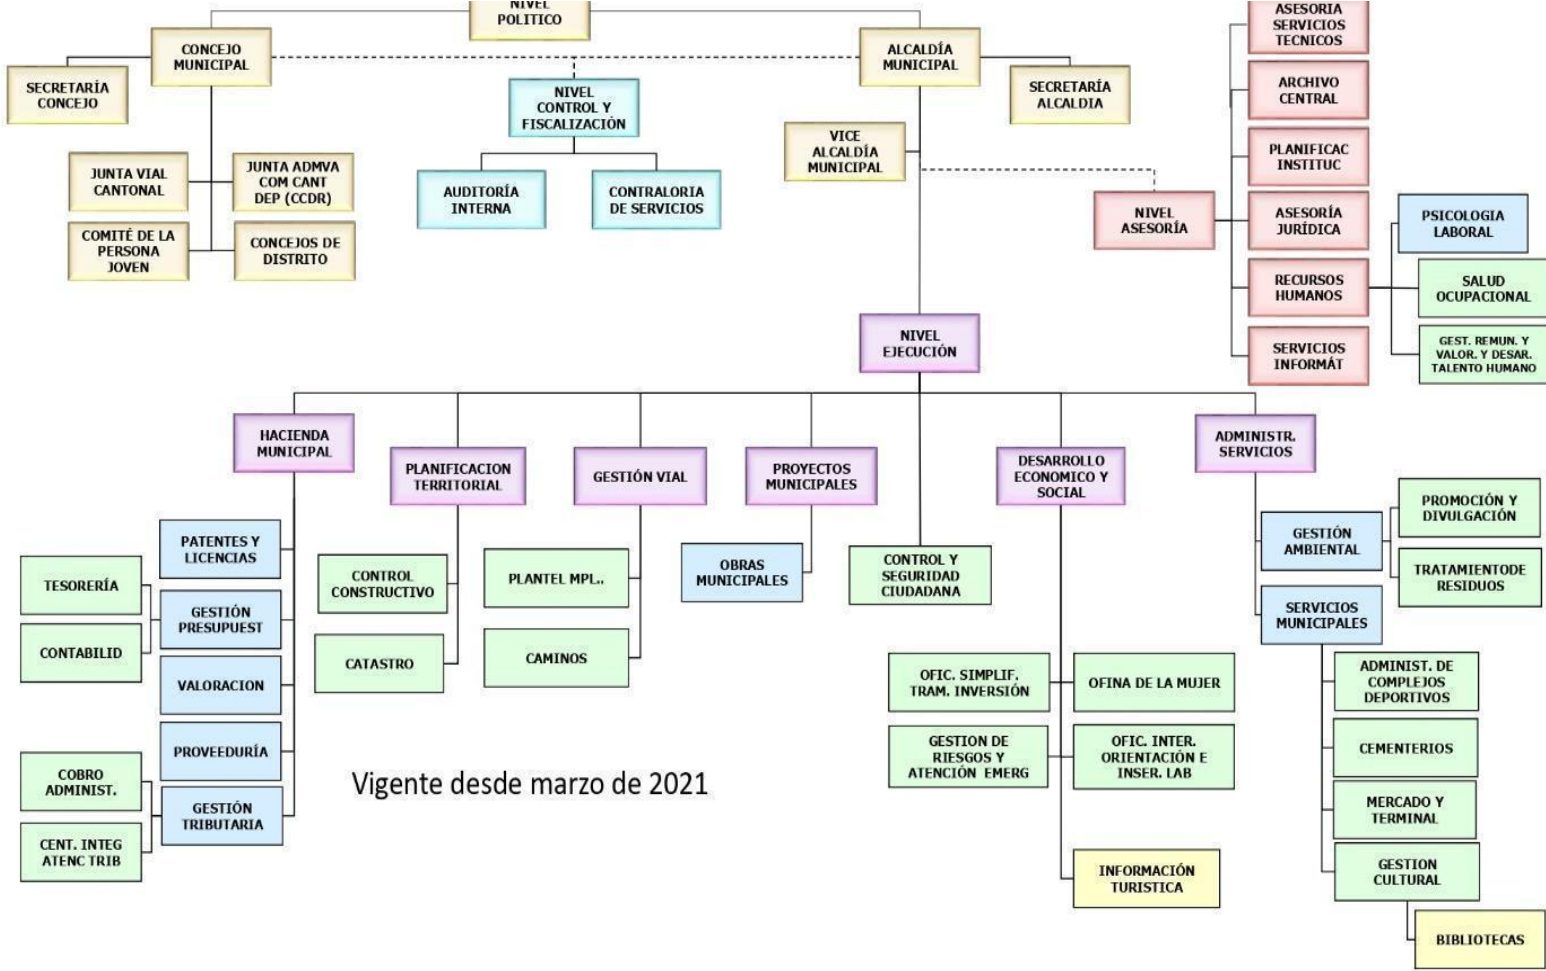 NIVEL
POLITICO
CONCEJO
MUNICIPAL
ALCALDÍA
MUNICIPAL
SECRETARÍA
CONCEJO
NIVEL
CONTROL Y
FISCALIZACIÓN
SECRETARÍA
ALCALDIA
VICE
ALCALDÍA
MUNICIPAL
JUNTA VIAL
CANTONAL
JUNTA ADMVA
COM CANT
DEP (CCDR)
AUDITORÍA
INTERNA
CONTRALORIA
DE SERVICIOS
COMITÉ DE LA
PERSONA
JOVEN
CONCEJOS DE
DISTRITO
NIVEL
ASESORÍA
ASESORIA
SERVICIOS
TECNICOS
ARCHIVO
CENTRAL
PLANIFICAC
INSTITUC
ASESORÍA
JURÍDICA
RECURSOS
HUMANOS
SERVICIOS
INFORMÁT
PSICOLOGIA
LABORAL
SALUD
OCUPACIONAL
GEST. REMUN. Y
VALOR. Y DESAR.
TALENTO HUMANO
NIVEL
EJECUCIÓN
HACIENDA
MUNICIPAL
PLANIFICACION
TERRITORIAL
GESTIÓN VIAL
PROYECTOS
MUNICIPALES
DESARROLLO
ECONOMICO Y
SOCIAL
ADMINISTR.
SERVICIOS
PATENTES Y
LICENCIAS
TESORERÍA
GESTIÓN
PRESUPUEST
CONTABILID
VALORACION
PROVEEDURÍA
COBRO
ADMINIST.
GESTIÓN
TRIBUTARIA
CENT. INTEG
ATENC TRIB
CONTROL
CONSTRUCTIVO
CATASTRO
PLANTEL MPL..
CAMINOS
OBRAS
MUNICIPALES
CONTROL Y
SEGURIDAD
CIUDADANA
OFIC. SIMPLIF.
TRAM. INVERSIÓN
OFINA DE LA MUJER
GESTION DE
RIESGOS Y
ATENCIÓN EMERG
OFIC. INTER.
ORIENTACIÓN E
INSER. LAB
INFORMACIÓN
TURISTICA
GESTIÓN
AMBIENTAL
PROMOCIÓN Y
DIVULGACIÓN
TRATAMIENTODE
RESIDUOS
SERVICIOS
MUNICIPALES
ADMINIST. DE
COMPLEJOS
DEPORTIVOS
CEMENTERIOS
MERCADO Y
TERMINAL
GESTION
CULTURAL
BIBLIOTECAS
Vigente desde marzo de 2021